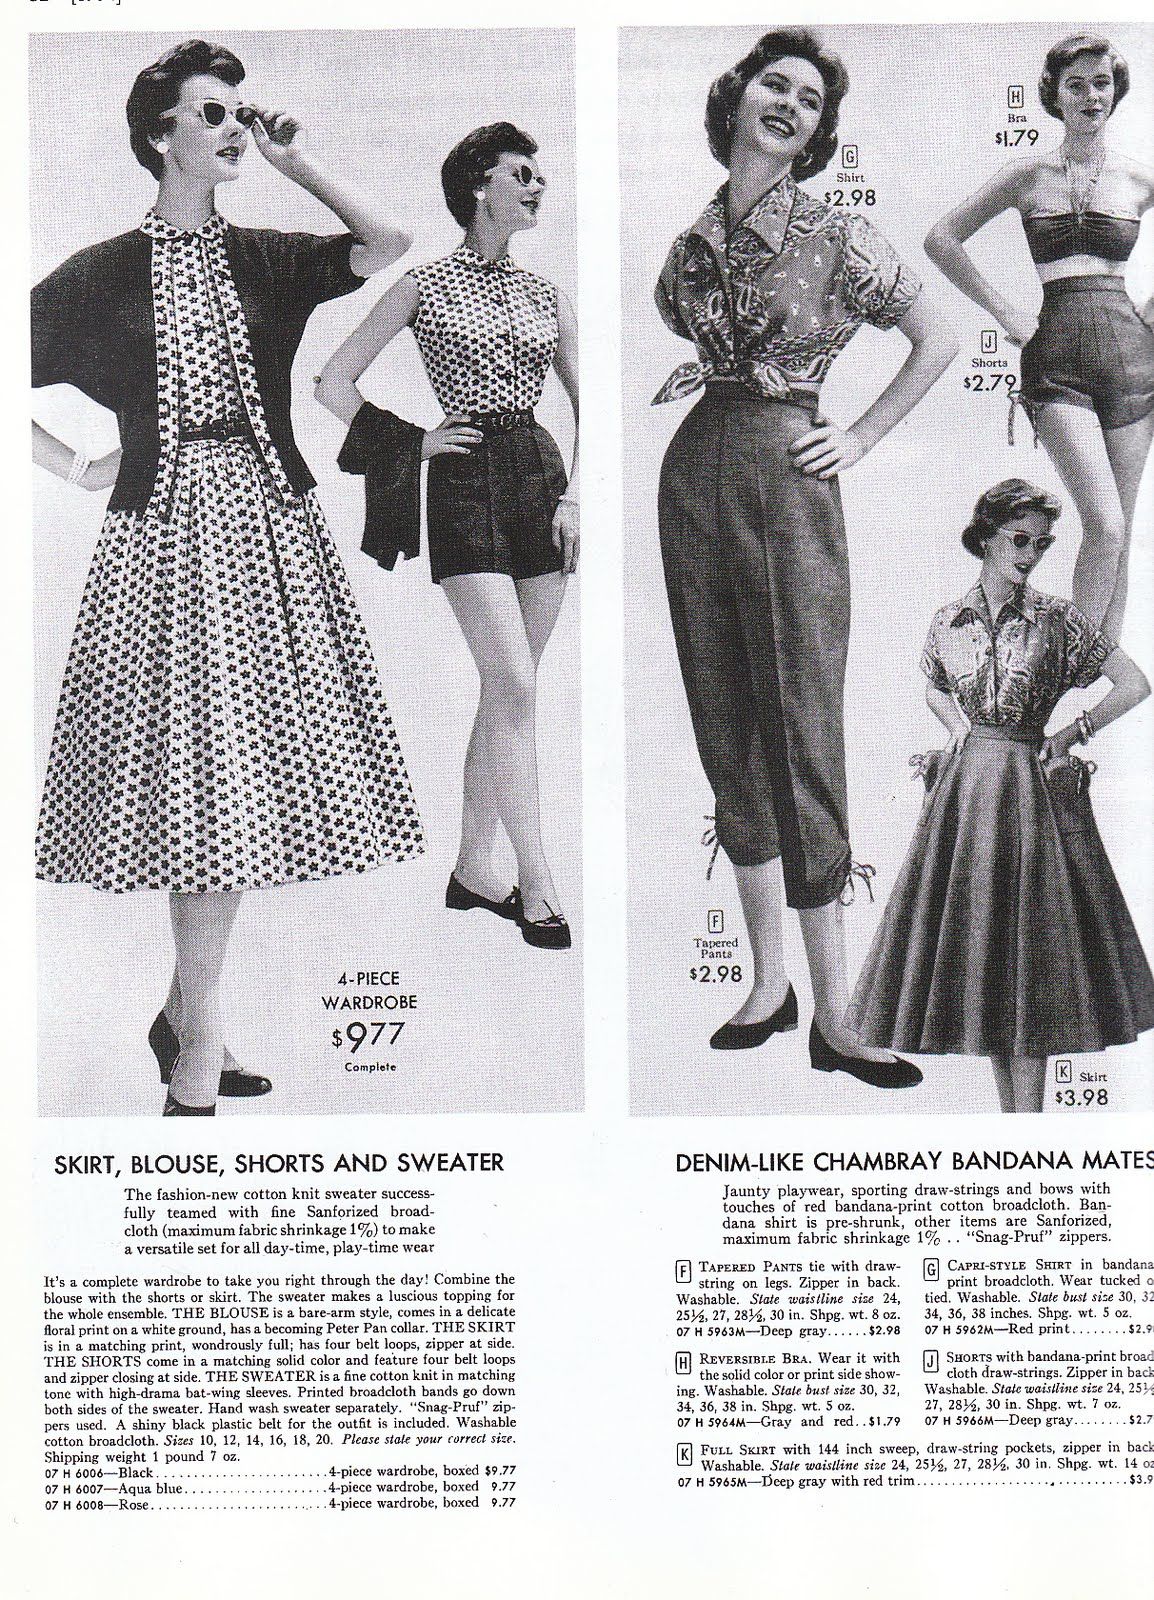 H
Bra
$1.79
G
Shirt
$2.98
J
Shorts
$2.79
F
Tapered
Pants
$2.98
K Skirt
$3.98
4-PIECE
WARDROBE
$977
Complete
SKIRT, BLOUSE, SHORTS AND SWEATER
The fashion-new cotton knit sweater success-
fully teamed with fine Sanforized broad-
cloth (maximum fabric shrinkage 1%) to make
a versatile set for all day-time, play-time wear
It's a complete wardrobe to take you right through the day! Combine the
blouse with the shorts or skirt. The sweater makes a luscious topping for
the whole ensemble. THE BLOUSE is a bare-arm style, comes in a delicate
floral print on a white ground, has a becoming Peter Pan collar. THE SKIRT
is in a matching print, wondrously full; has four belt loops, zipper at side.
THE SHORTS come in a matching solid color and feature four belt loops
and zipper closing at side. THE SWEATER is a fine cotton knit in matching
tone with high-drama bat-wing sleeves. Printed broadcloth bands go down
both sides of the sweater. Hand wash sweater separately. "Snag-Pruf" zip-
pers used. A shiny black plastic belt for the outfit is included. Washable
cotton broadcloth. Sizes 10, 12, 14, 16, 18, 20. Please state your correct size.
Shipping weight 1 pound 7 oz.
07 H 6006—Black........................4-piece wardrobe, boxed $9.77
07 H 6007—Aqua blue....................4-piece wardrobe, boxed 9.77
07 H 6008—Rose.........................4-piece wardrobe, boxed 9.77
DENIM-LIKE CHAMBRAY BANDANA MATES
Jaunty playwear, sporting draw-strings and bows with
touches of red bandana-print cotton broadcloth. Ban-
dana shirt is pre-shrunk, other items are Sanforized,
maximum fabric shrinkage 1% . . "Snag-Pruf" zippers.
F TAPERED PANTS tie with draw-
string on legs. Zipper in back.
Washable. State waistline size 24,
25½, 27, 28½, 30 in. Shpg. wt. 8 oz.
07 H 5963M—Deep gray......$2.98
G CAPRI-STYLE SHIRT in bandana
print broadcloth. Wear tucked o
tied. Washable. State bust size 30, 32
34, 36, 38 inches. Shpg. wt. 5 oz.
07 H 5962M—Red print........$2.9
H REVERSIBLE BRA. Wear it with
the solid color or print side show-
ing. Washable. State bust size 30, 32,
34, 36, 38 in. Shpg. wt. 5 oz.
07 H 5964M—Gray and red..$1.79
J SHORTS with bandana-print broad
cloth draw-strings. Zipper in back
Washable. State waistline size 24, 25½
27, 28½, 30 in. Shpg. wt. 7 oz.
07 H 5966M—Deep gray........$2.7
K FULL SKIRT with 144 inch sweep, draw-string pockets, zipper in back
Washable. State waistline size 24, 25½, 27, 28½, 30 in. Shpg. wt. 14 oz
07 H 5965M—Deep gray with red trim........................$3.9